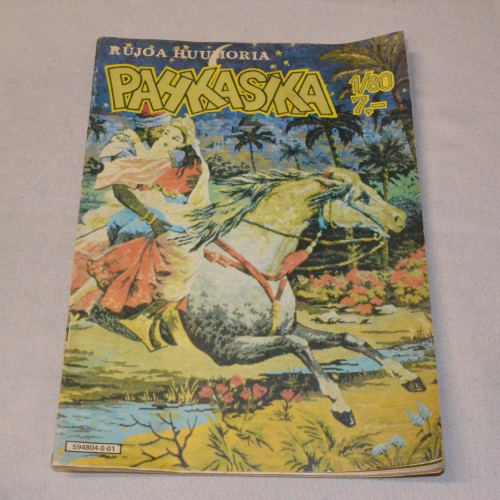 RUJOA HUUMORIA
PAHKASIKA
1/80
7,-
594804-0-01